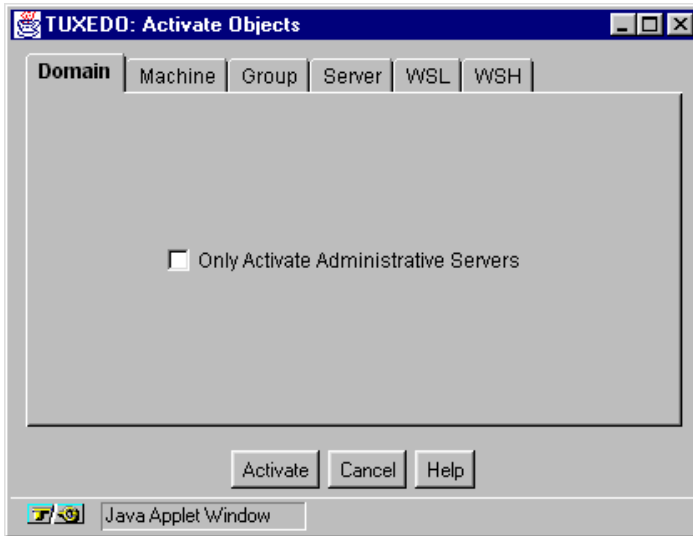 TUXEDO: Activate Objects
Domain Machine Group Server WSL WSH
Only Activate Administrative Servers
Activate Cancel Help
Java Applet Window